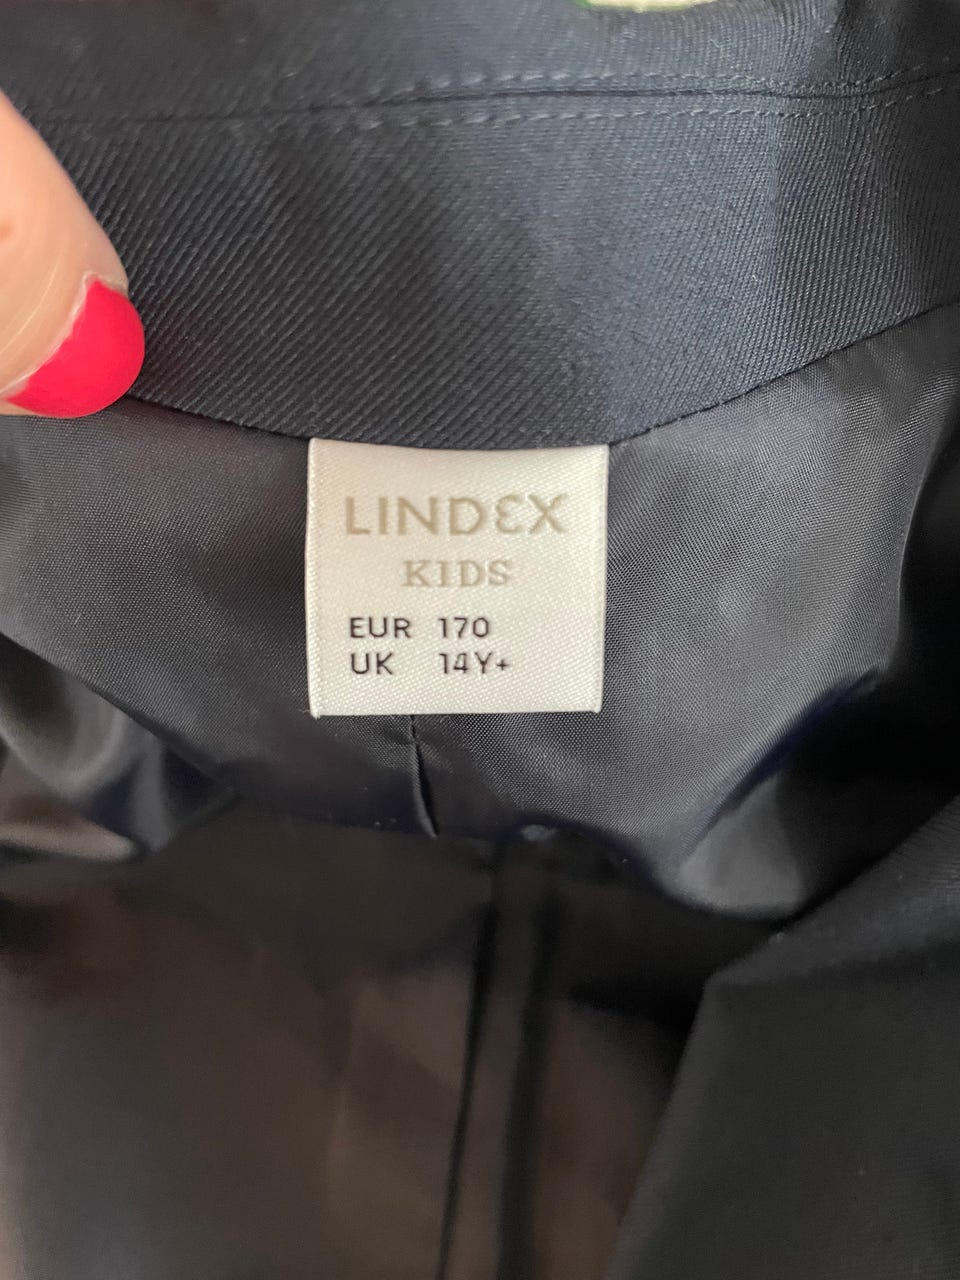 LINDEX
KIDS
EUR 170
UK 14Y+